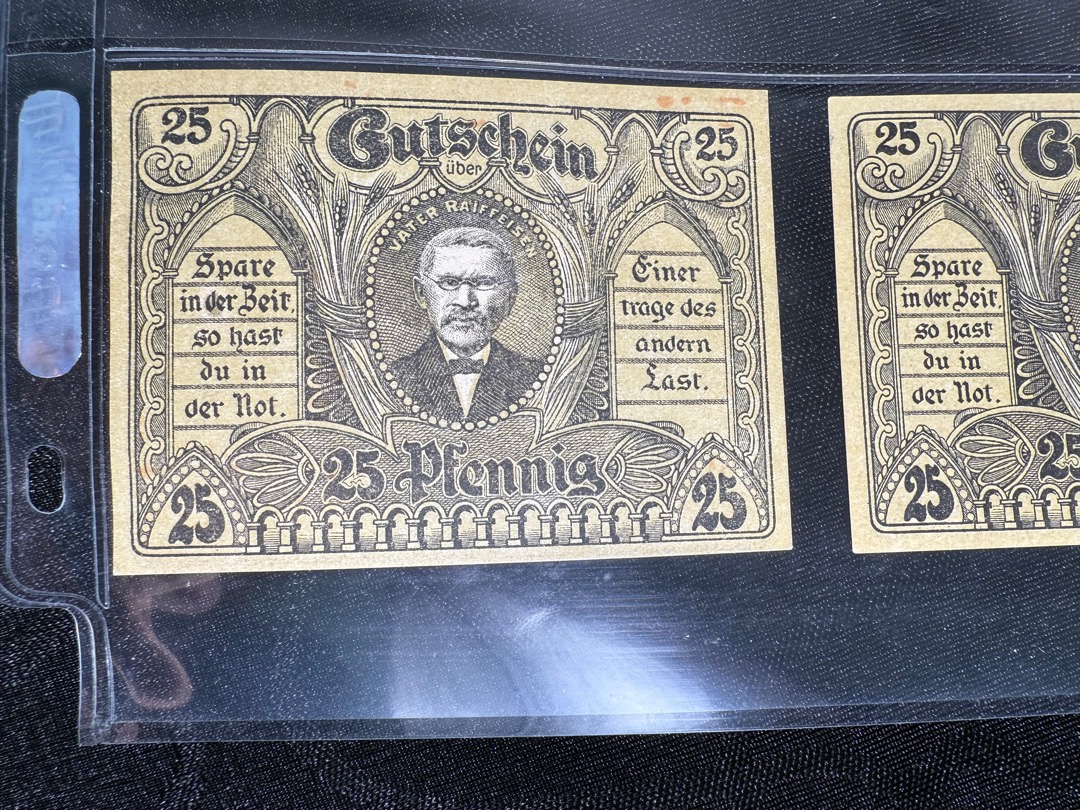 25
Gutschein
25
über
VATER RAIFFEISEN
Spare
in der Zeit,
so hast
du in
der Not.
Einer
trage des
andern
Last.
25 Pfennig
25
25
25
Gu
Spare
in der Zeit,
so hast
du in
der Not.
25
25